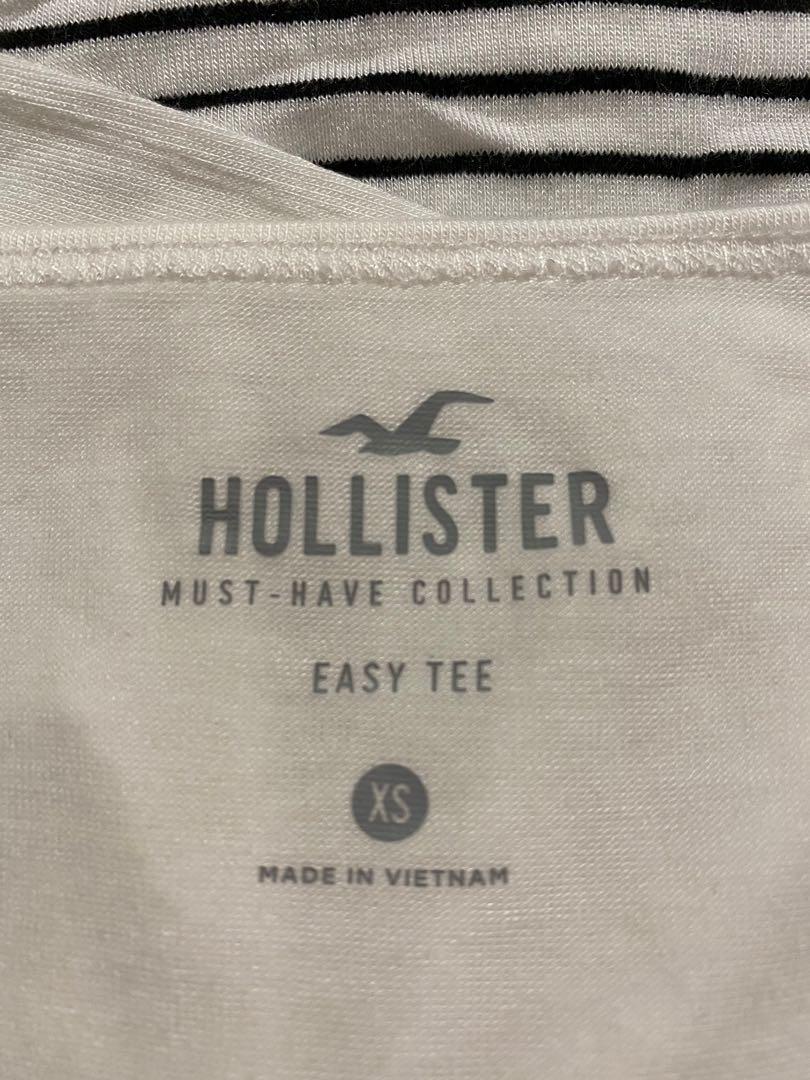 HOLLISTER
MUST-HAVE COLLECTION
EASY TEE
XS
MADE IN VIETNAM